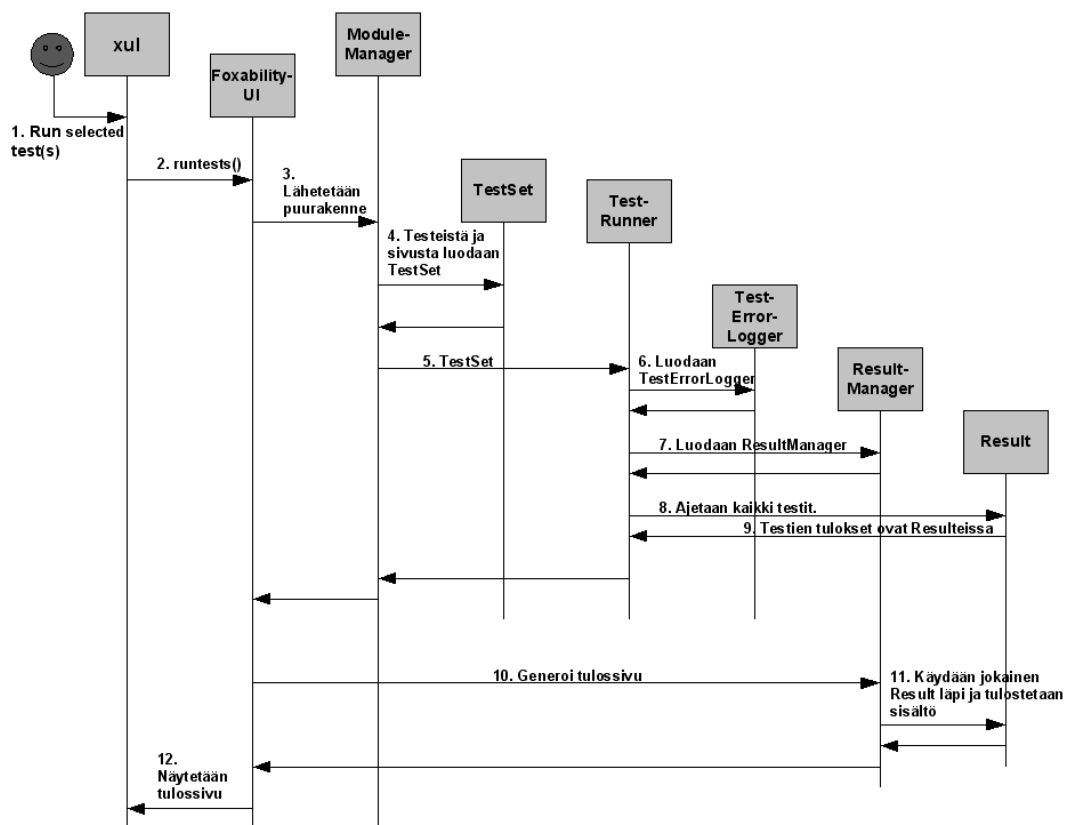 xul
Module-
Manager
Foxability-
UI
1. Run selected
test(s)
2. runtests()
3.
Lähetetään
puurakenne
TestSet
Test-
Runner
4. Testeistä ja
sivusta luodaan
TestSet
Test-
Error-
Logger
5. TestSet
6. Luodaan
TestErrorLogger
Result-
Manager
Result
7. Luodaan ResultManager
8. Ajetaan kaikki testit.
9. Testien tulokset ovat Resulteissa
10. Generoi tulossivu
11. Käydään jokainen
Result läpi ja tulostetaan
sisältö
12.
Näytetään
tulossivu